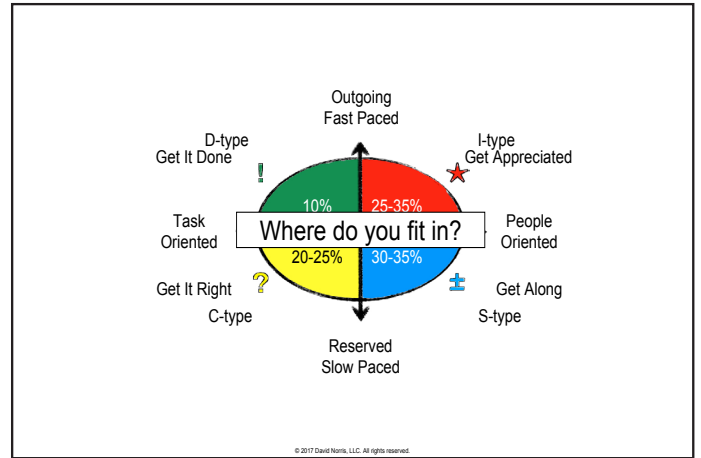 Outgoing
Fast Paced
D-type
Get It Done
!
I-type
Get Appreciated
10%
25-35%
Task
Oriented
Where do you fit in?
People
Oriented
20-25%
30-35%
Get It Right
?
C-type
±
Get Along
S-type
Reserved
Slow Paced
© 2017 David Norris, LLC. All rights reserved.